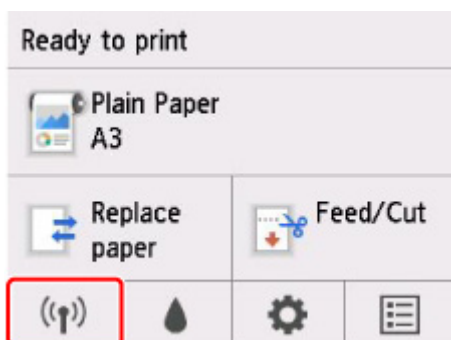 Ready to print
Plain Paper
A3
Replace
paper
Feed/Cut